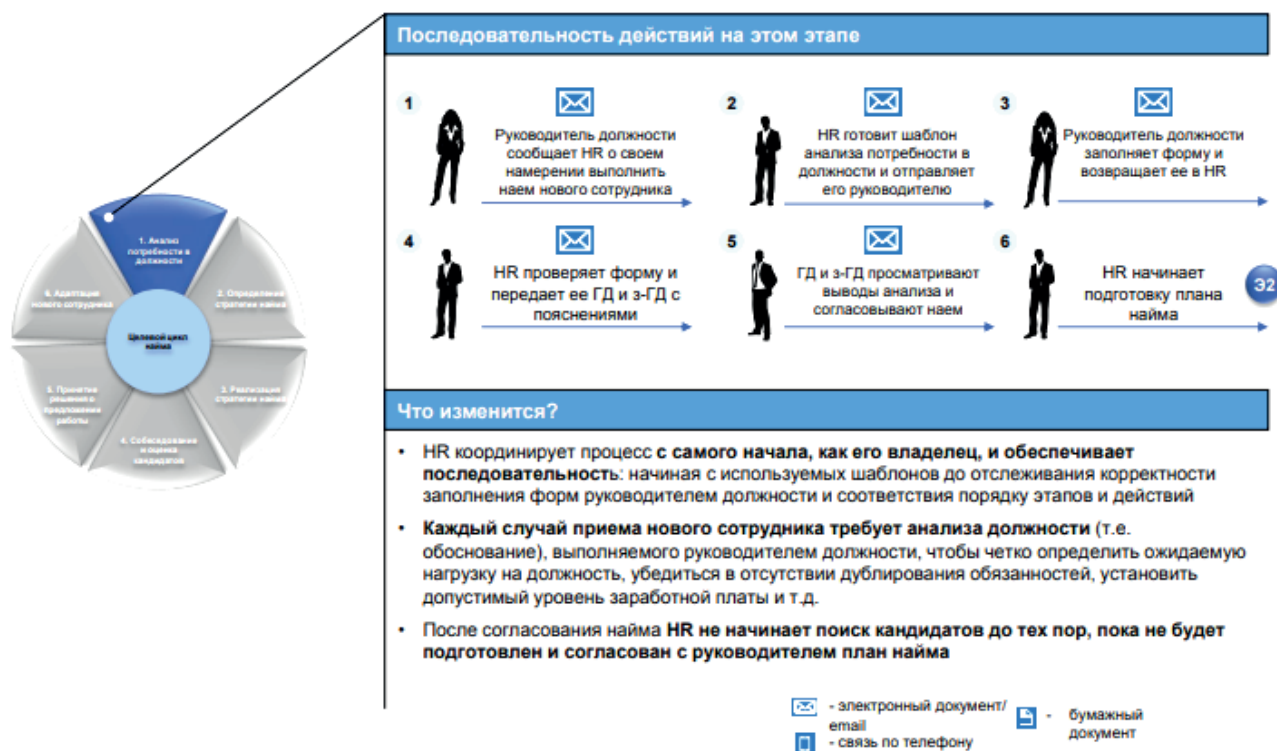 Последовательность действий на этом этапе
1
Руководитель должности
сообщает HR о своем
намерении выполнить
наем нового сотрудника
2
HR готовит шаблон
анализа потребности в
должности и отправляет
его руководителю
3
Руководитель должности
заполняет форму и
возвращает ее в HR
4
HR проверяет форму и
передает ее ГД и з-ГД с
пояснениями
5
ГД и з-ГД просматривают
выводы анализа и
согласовывают наем
6
HR начинает
подготовку плана
найма
Э2
1. Анализ
потребности в
должности
2. Определение
стратегии найма
3. Реализация
стратегии найма
4. Собеседование
и оценка
кандидатов
5. Принятие
решения о
предложении
работы
6. Адаптация
нового сотрудника
Целевой цикл
найма
Что изменится?
• HR координирует процесс с самого начала, как его владелец, и обеспечивает
последовательность: начиная с используемых шаблонов до отслеживания корректности
заполнения форм руководителем должности и соответствия порядку этапов и действий
• Каждый случай приема нового сотрудника требует анализа должности (т.е.
обоснование), выполняемого руководителем должности, чтобы четко определить ожидаемую
нагрузку на должность, убедиться в отсутствии дублирования обязанностей, установить
допустимый уровень заработной платы и т.д.
• После согласования найма HR не начинает поиск кандидатов до тех пор, пока не будет
подготовлен и согласован с руководителем план найма
- электронный документ/
email
- связь по телефону
- бумажный
документ